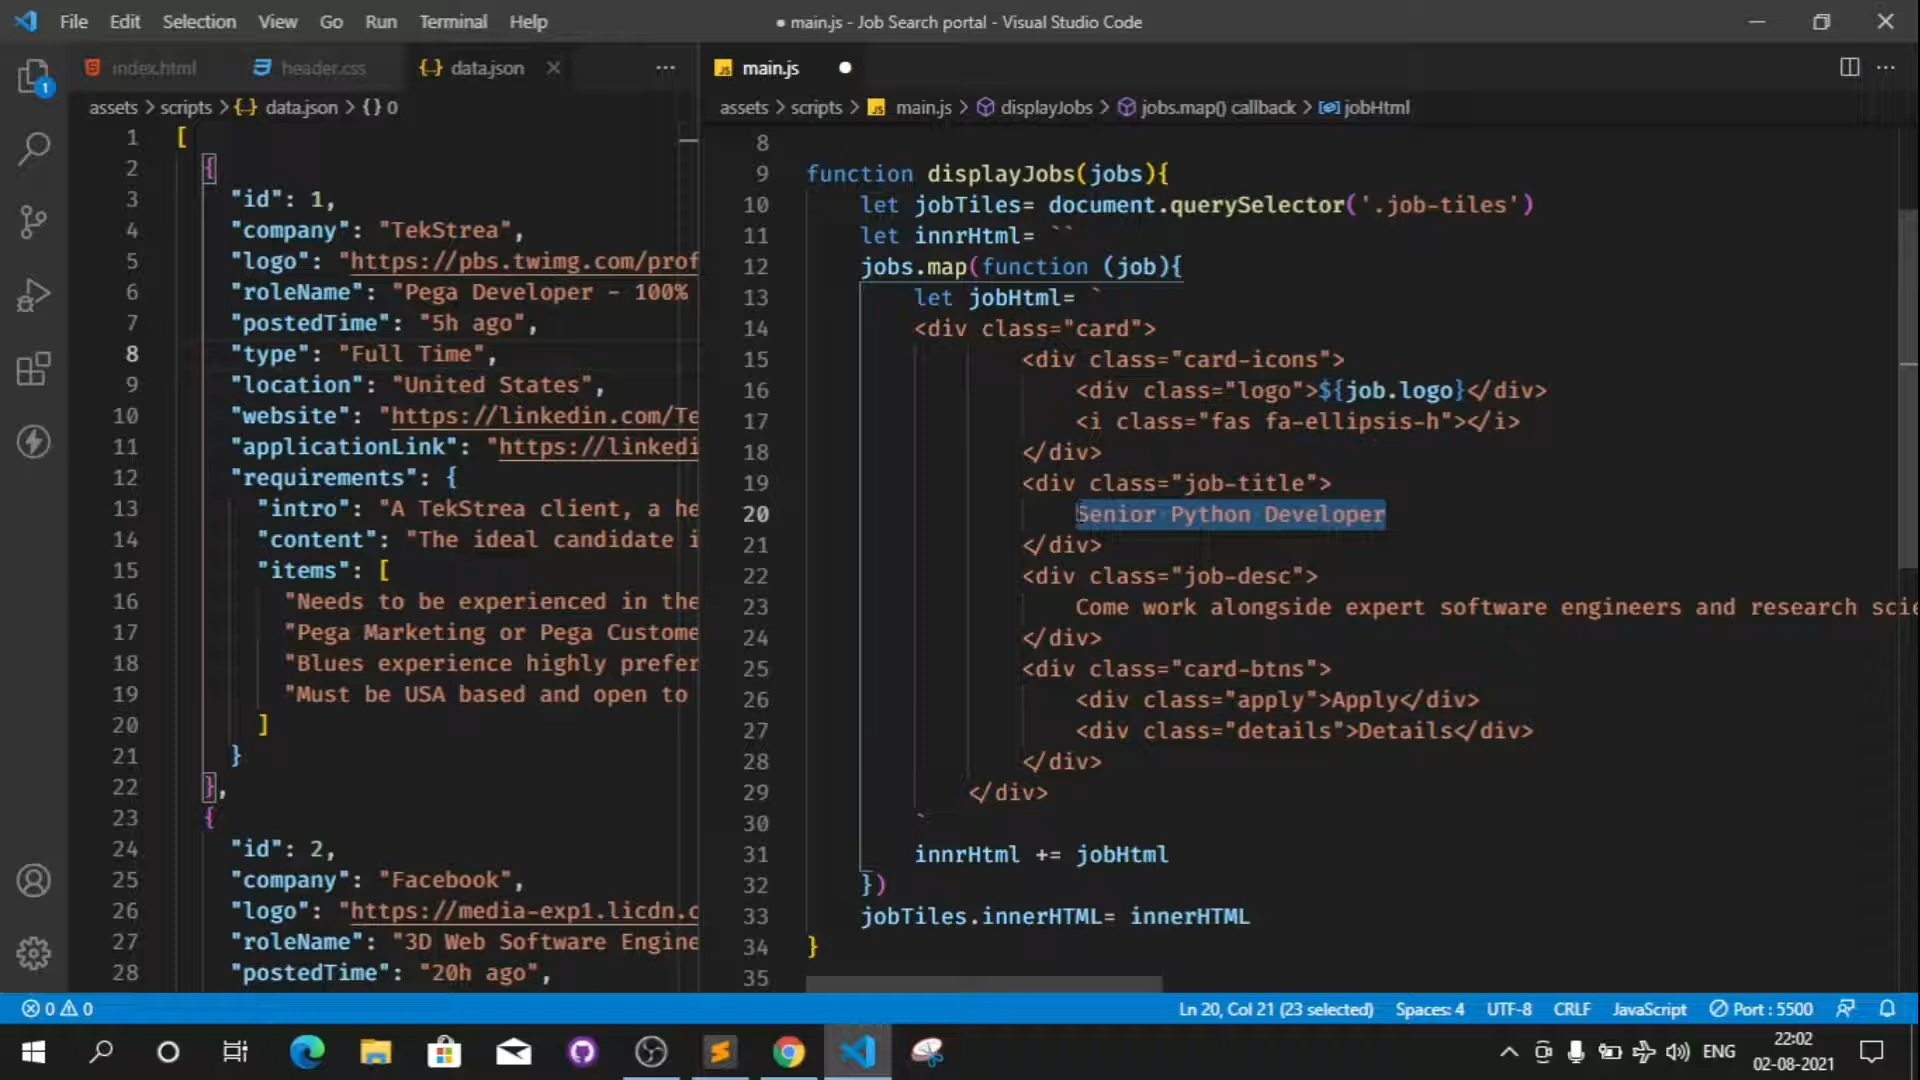 File Edit Selection View Go Run Terminal Help
● main.js - Job Search portal - Visual Studio Code
index.html header.css {..} data.json
assets > scripts > {..} data.json > {} 0
1 [
2 {
3 "id": 1,
4 "company": "TekStrea",
5 "logo": "https://pbs.twimg.com/prof
6 "roleName": "Pega Developer - 100%
7 "postedTime": "5h ago",
8 "type": "Full Time",
9 "location": "United States",
10 "website": "https://linkedin.com/Te
11 "applicationLink": "https://linkedi
12 "requirements": {
13 "intro": "A TekStrea client, a he
14 "content": "The ideal candidate i
15 "items": [
16 "Needs to be experienced in the
17 "Pega Marketing or Pega Custome
18 "Blues experience highly prefer
19 "Must be USA based and open to
20 ]
21 }
22 },
23 {
24 "id": 2,
25 "company": "Facebook",
26 "logo": "https://media-exp1.licdn.c
27 "roleName": "3D Web Software Engine
28 "postedTime": "20h ago",
JS main.js ●
assets > scripts > JS main.js > displayJobs > jobs.map() callback > jobHtml
8
9 function displayJobs(jobs){
10 let jobTiles= document.querySelector('.job-tiles')
11 let innrHtml= ``
12 jobs.map(function (job){
13 let jobHtml= `
14 <div class="card">
15 <div class="card-icons">
16 <div class="logo">${job.logo}</div>
17 <i class="fas fa-ellipsis-h"></i>
18 </div>
19 <div class="job-title">
20 Senior Python Developer
21 </div>
22 <div class="job-desc">
23 Come work alongside expert software engineers and research scie
24 </div>
25 <div class="card-btns">
26 <div class="apply">Apply</div>
27 <div class="details">Details</div>
28 </div>
29 </div>
30 `
31 innrHtml += jobHtml
32 })
33 jobTiles.innerHTML= innerHTML
34 }
35
0 0
Ln 20, Col 21 (23 selected) Spaces: 4 UTF-8 CRLF JavaScript Port : 5500
ENG
22:02
02-08-2021